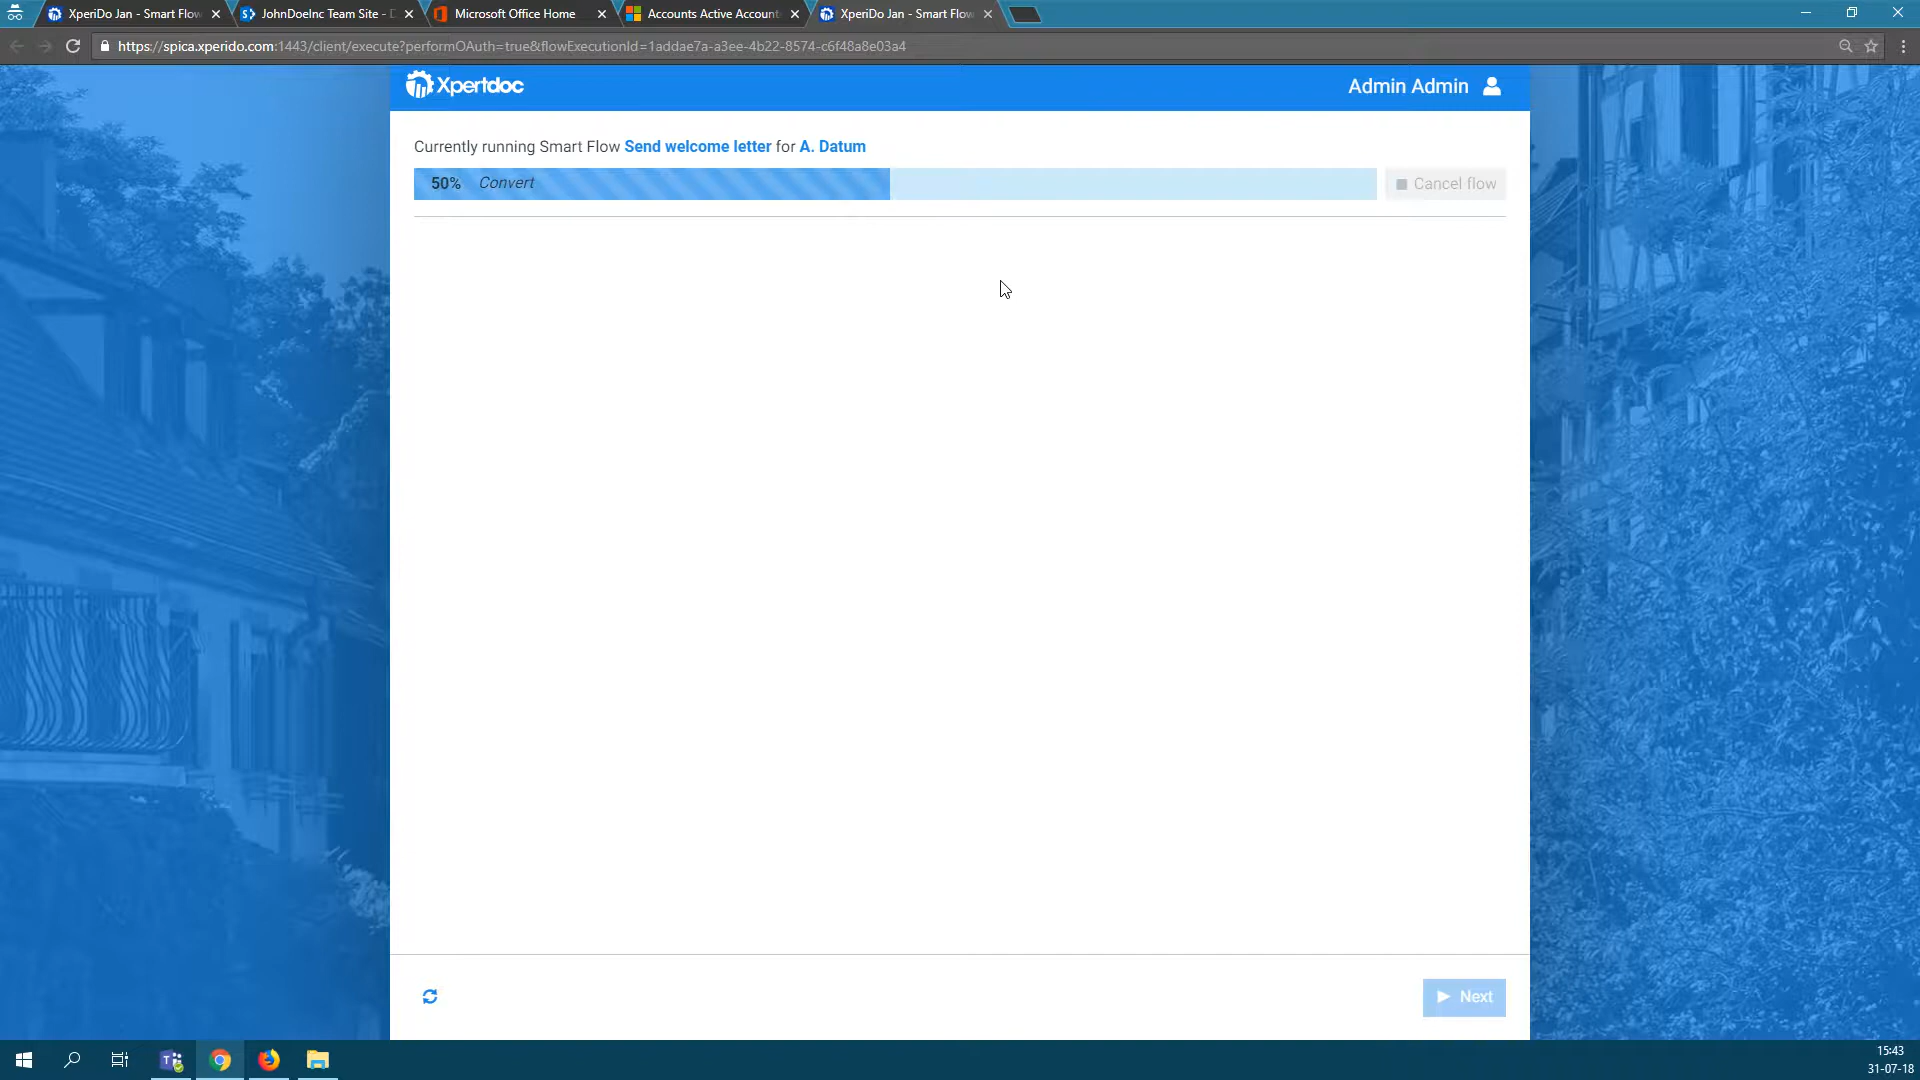 XperiDo Jan - Smart Flow
JohnDoeInc Team Site - D
Microsoft Office Home
Accounts Active Account
XperiDo Jan - Smart Flow
https://spica.xperido.com:1443/client/execute?performOAuth=true&flowExecutionId=1addae7a-a3ee-4b22-8574-c6f48a8e03a4
Xpertdoc
Admin Admin
Currently running Smart Flow Send welcome letter for A. Datum
50% Convert
Cancel flow
Next
15:43
31-07-18